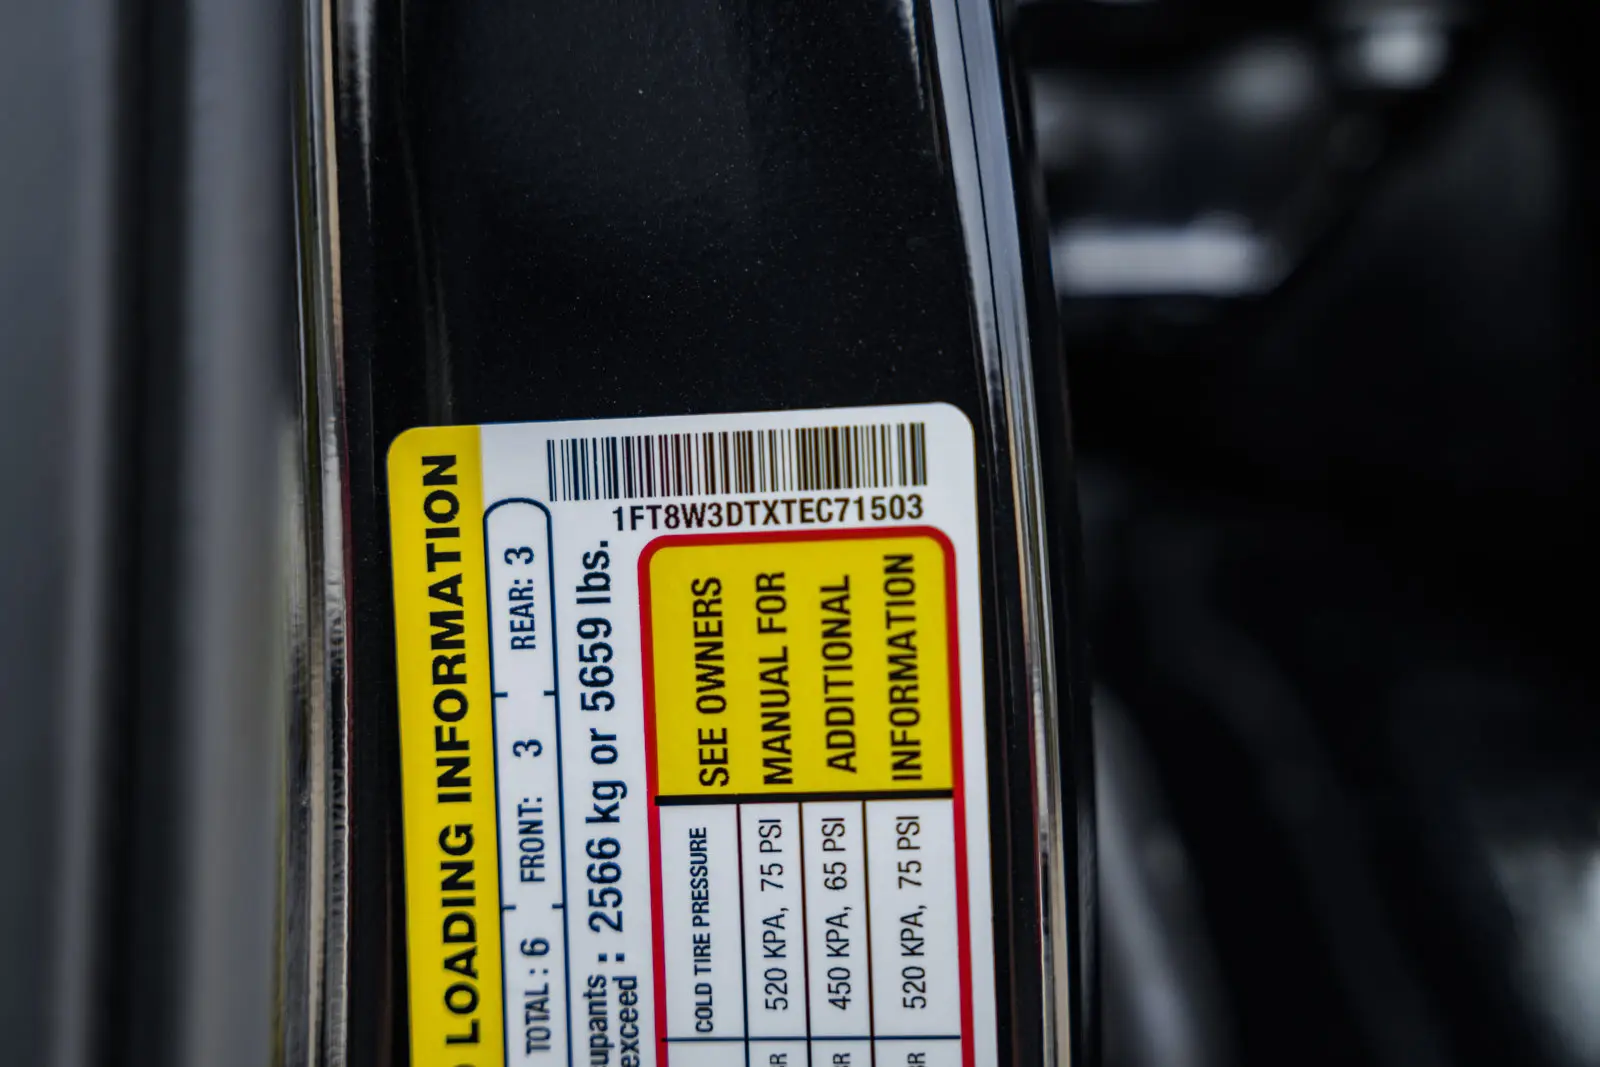 1FT8W3DTXTEC71503
LOADING INFORMATION
TOTAL : 6 FRONT: 3 REAR: 3
upants : 2566 kg or 5659 lbs.
exceed
COLD TIRE PRESSURE
520 KPA, 75 PSI
450 KPA, 65 PSI
520 KPA, 75 PSI
SEE OWNERS
MANUAL FOR
ADDITIONAL
INFORMATION